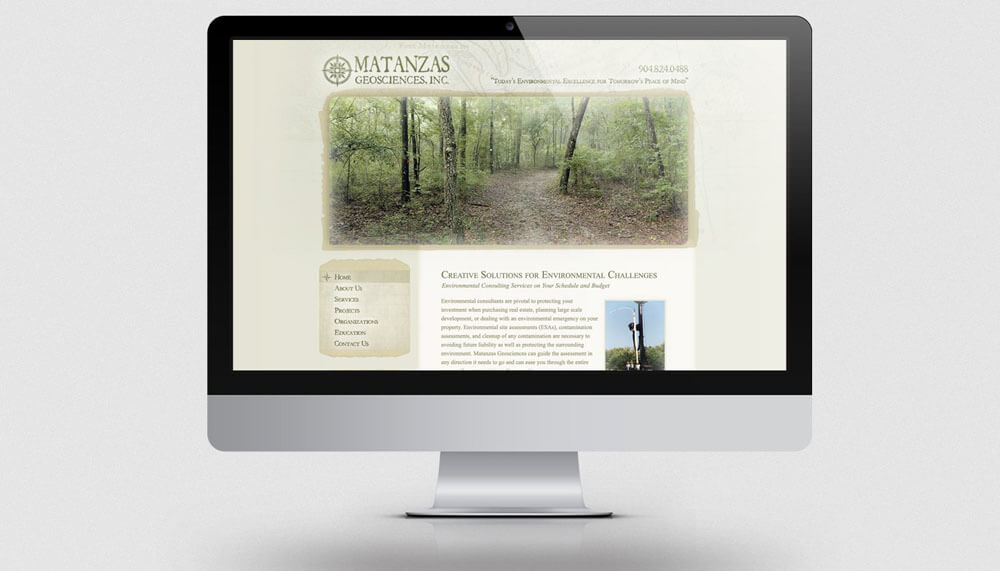 MATANZAS
GEOSCIENCES, INC.
904.824.0488
"Today's Environmental Excellence for Tomorrow's Peace of Mind"
Home
About Us
Services
Projects
Organizations
Education
Contact Us
Creative Solutions for Environmental Challenges
Environmental Consulting Services on Your Schedule and Budget
Environmental consultants are pivotal to protecting your
investment when purchasing real estate, planning large scale
development, or dealing with an environmental emergency on your
property. Environmental site assessments (ESAs), contamination
assessments, and cleanup of any contamination are necessary to
avoiding future liability as well as protecting the surrounding
environment. Matanzas Geosciences can guide the assessment in
any direction it needs to go and can ease you through the entire